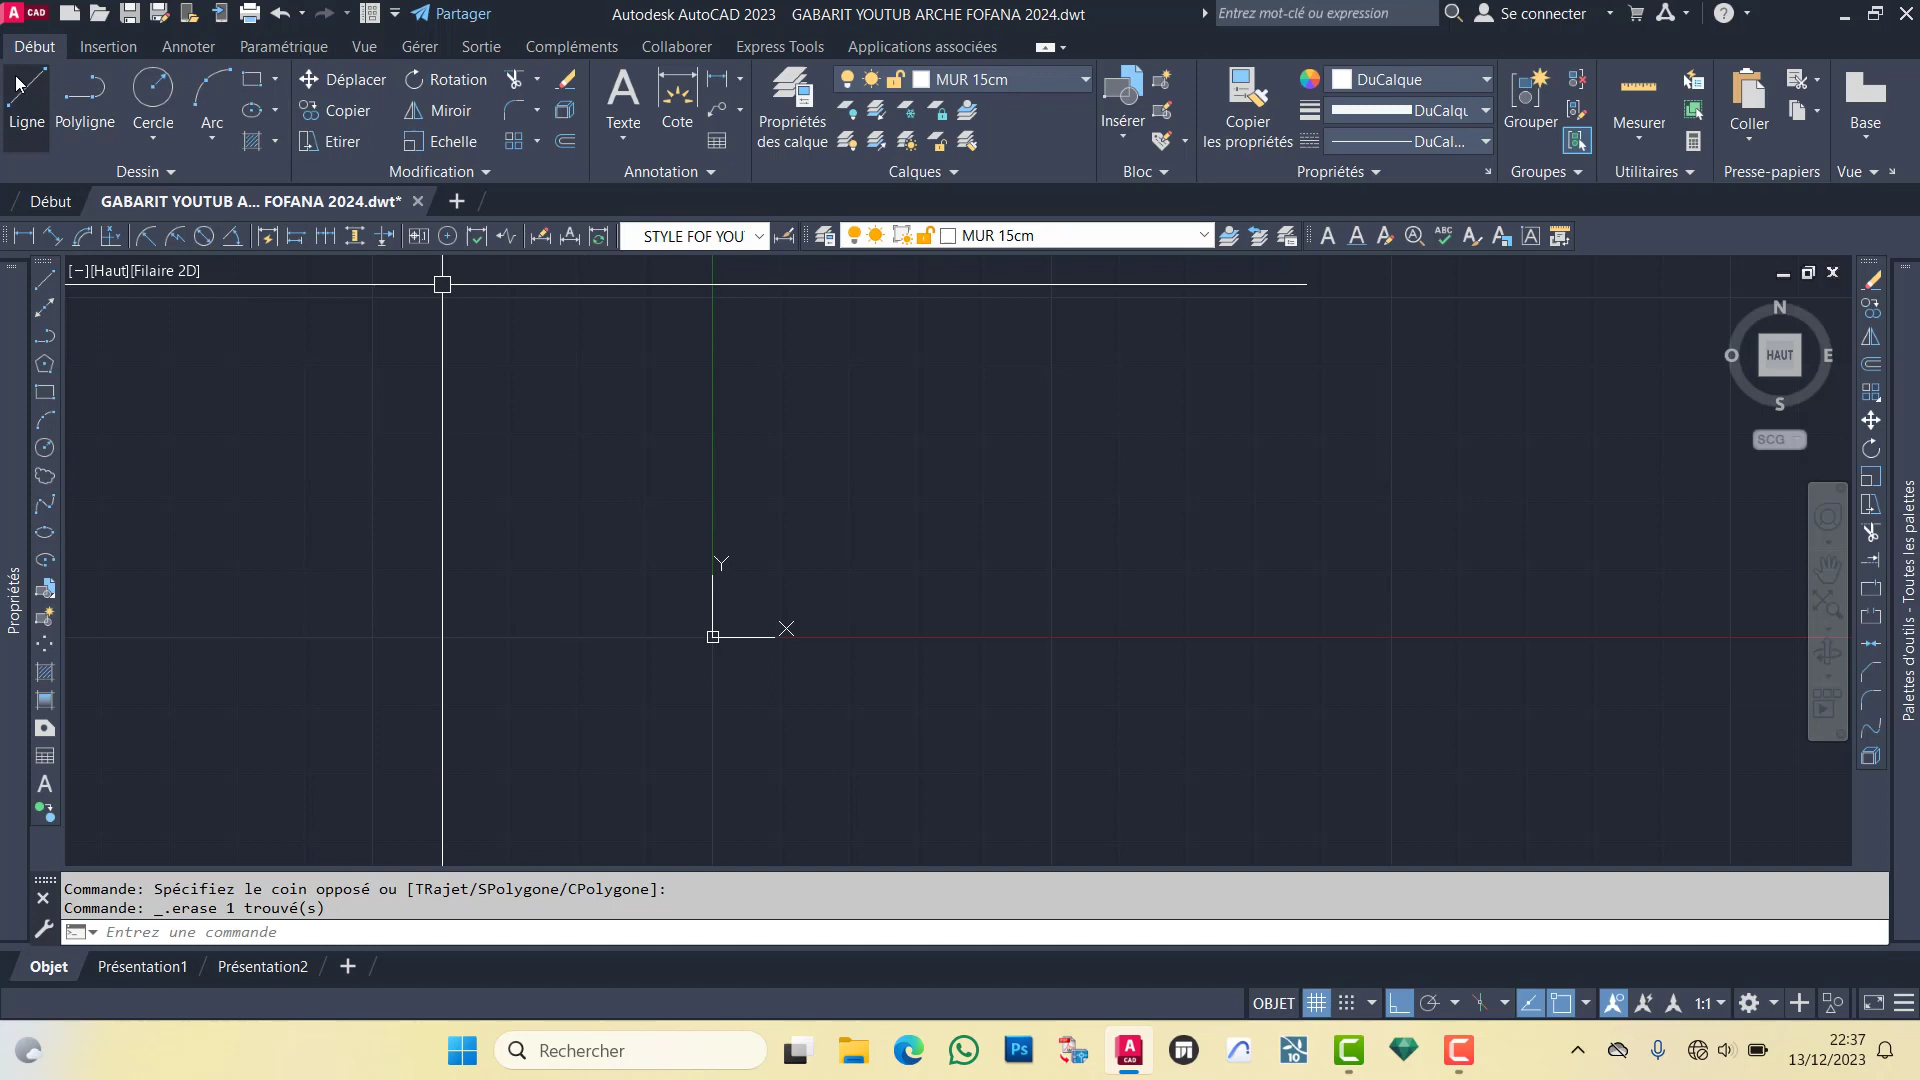 A CAD Partager Autodesk AutoCAD 2023 GABARIT YOUTUB ARCHE FOFANA 2024.dwt Entrez mot-clé ou expression Se connecter
Début Insertion Annoter Paramétrique Vue Gérer Sortie Compléments Collaborer Express Tools Applications associées
Ligne Polyligne Cercle Arc
Déplacer Rotation
Copier Miroir
Etirer Echelle
Texte Cote
Propriétés des calque
MUR 15cm
Insérer
Copier les propriétés
DuCalque
DuCalqu
DuCal...
Grouper Mesurer Coller Base
Dessin Modification Annotation Calques Bloc Propriétés Groupes Utilitaires Presse-papiers Vue
Début GABARIT YOUTUB A... FOFANA 2024.dwt*
STYLE FOF YOU MUR 15cm
[−][Haut][Filaire 2D]
N
O HAUT E
S
SCG
Y
X
Propriétés
Palettes d'outils - Toutes les palettes
Commande: Spécifiez le coin opposé ou [TRajet/SPolygone/CPolygone]:
Commande: _.erase 1 trouvé(s)
Entrez une commande
Objet Présentation1 Présentation2
OBJET 1:1
Rechercher
22:37
13/12/2023